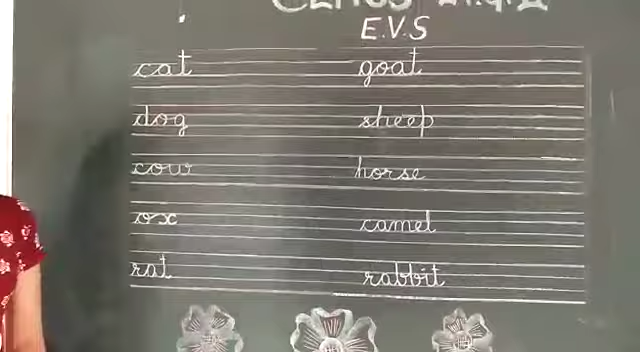 E.V.S
cat goat
dog sheep
cow horse
ox camel
rat rabbit